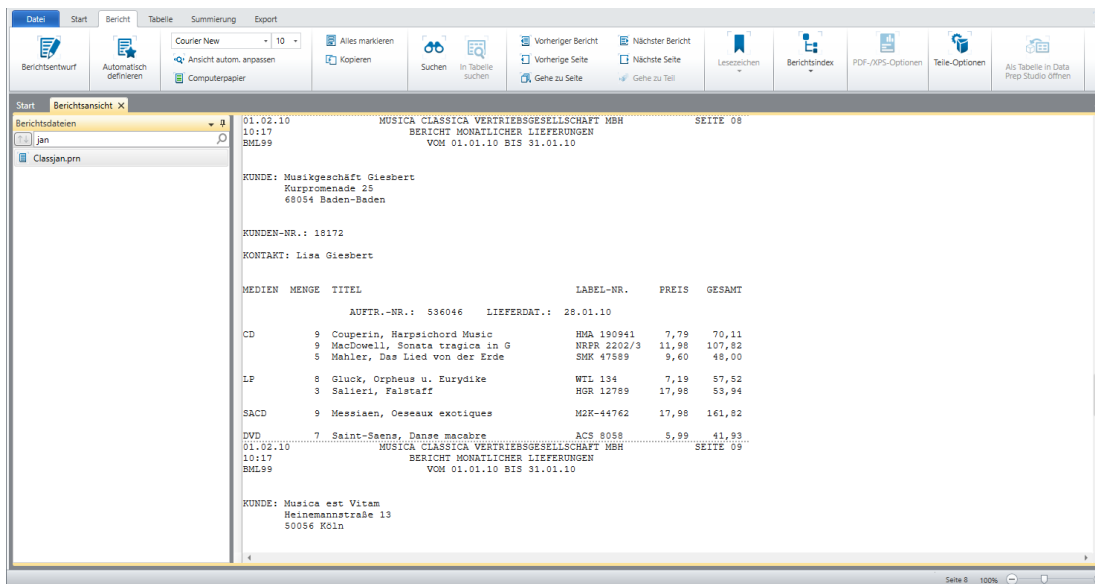 Datei Start Bericht Tabelle Summierung Export
Berichtsentwurf
Automatisch definieren
Courier New 10
Ansicht autom. anpassen
Computerpapier
Alles markieren
Kopieren
Suchen
In Tabelle suchen
Vorheriger Bericht
Vorherige Seite
Gehe zu Seite
Nächster Bericht
Nächste Seite
Gehe zu Teil
Lesezeichen
Berichtsindex
PDF-/XPS-Optionen
Teile-Optionen
Als Tabelle in Data Prep Studio öffnen
Start Berichtsansicht X
Berichtsdateien
jan
Classjan.prn
01.02.10 MUSICA CLASSICA VERTRIEBSGESELLSCHAFT MBH SEITE 08
10:17 BERICHT MONATLICHER LIEFERUNGEN
BML99 VOM 01.01.10 BIS 31.01.10
KUNDE: Musikgeschäft Giesbert
Kurpromenade 25
68054 Baden-Baden
KUNDEN-NR.: 18172
KONTAKT: Lisa Giesbert
MEDIEN MENGE TITEL LABEL-NR. PREIS GESAMT
AUFTR.-NR.: 536046 LIEFERDAT.: 28.01.10
CD 9 Couperin, Harpsichord Music HMA 190941 7,79 70,11
9 MacDowell, Sonata tragica in G NRPR 2202/3 11,98 107,82
5 Mahler, Das Lied von der Erde SMK 47589 9,60 48,00
LP 8 Gluck, Orpheus u. Eurydike WTL 134 7,19 57,52
3 Salieri, Falstaff HGR 12789 17,98 53,94
SACD 9 Messiaen, Oeseaux exotiques M2K-44762 17,98 161,82
DVD 7 Saint-Saens, Danse macabre ACS 8058 5,99 41,93
01.02.10 MUSICA CLASSICA VERTRIEBSGESELLSCHAFT MBH SEITE 09
10:17 BERICHT MONATLICHER LIEFERUNGEN
BML99 VOM 01.01.10 BIS 31.01.10
KUNDE: Musica est Vitam
Heinemannstraße 13
50056 Köln
Seite 8 100%